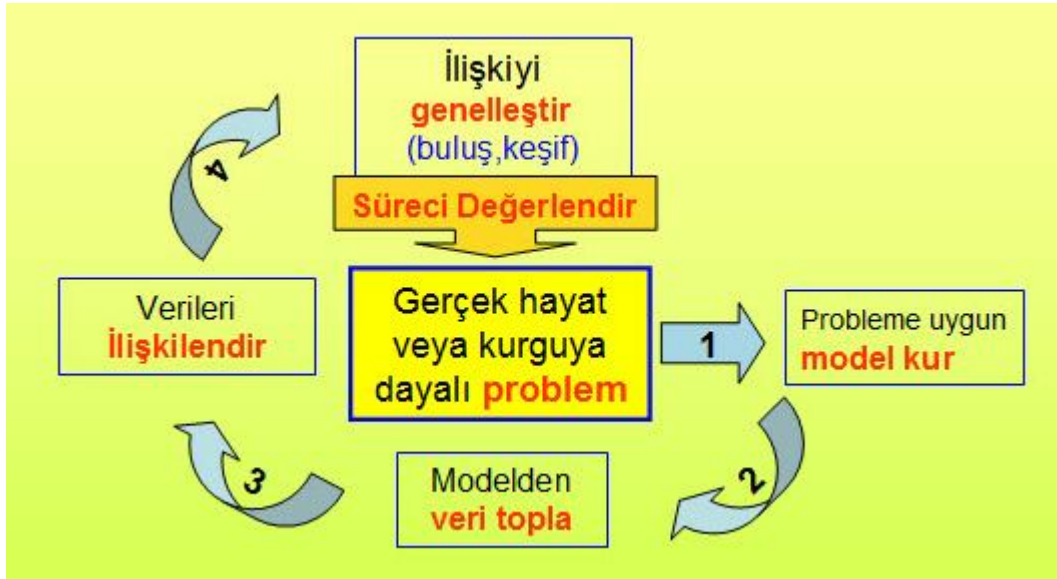 İlişkiyi
genelleştir
(buluş,keşif)
Süreci Değerlendir
Gerçek hayat
veya kurguya
dayalı problem
1
Probleme uygun
model kur
2
Modelden
veri topla
3
Verileri
İlişkilendir
4